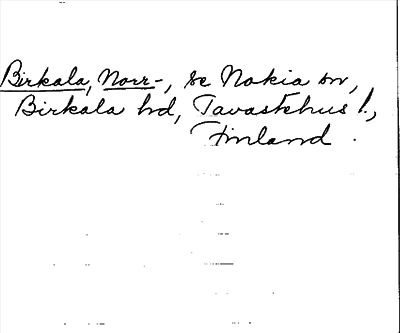 Birkala, Norr-, se Nokia sn,
Birkala hd, Tavastehus l.,
Finland.